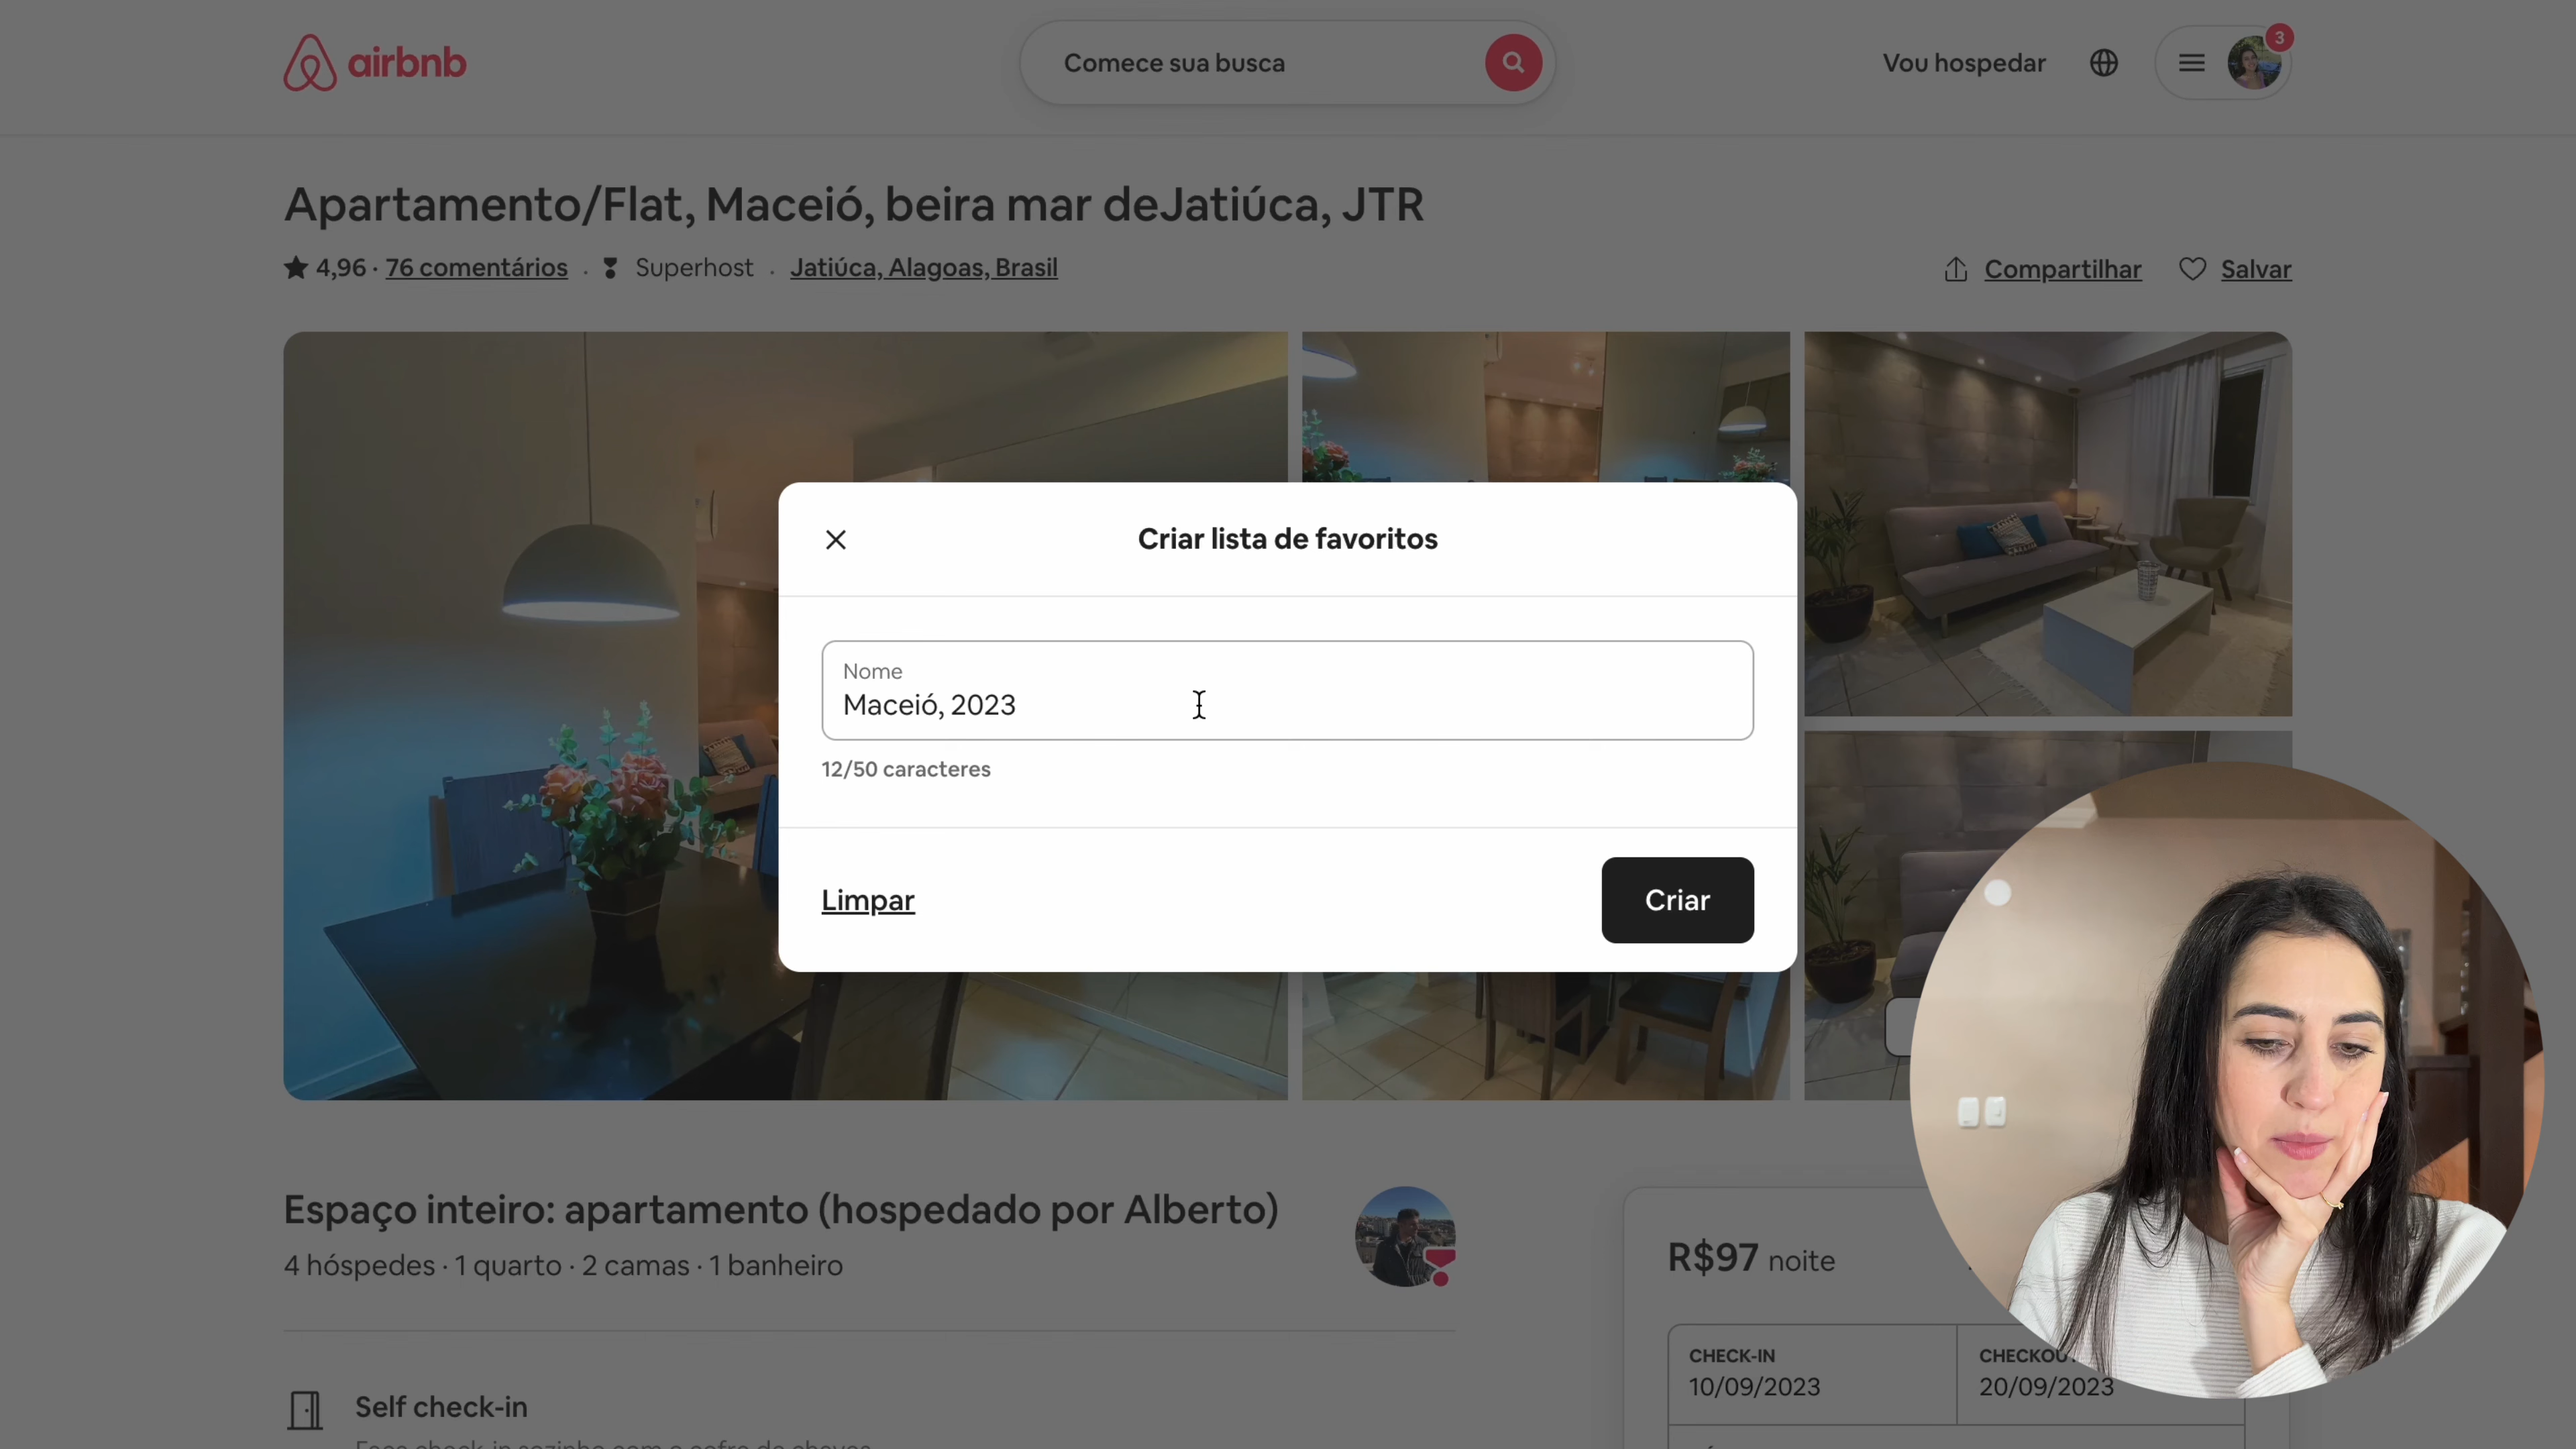 airbnb
Comece sua busca
Vou hospedar
3
Apartamento/Flat, Maceió, beira mar deJatiúca, JTR
4,96 · 76 comentários · Superhost · Jatiúca, Alagoas, Brasil
Compartilhar
Salvar
Criar lista de favoritos
Nome
Maceió, 2023
12/50 caracteres
Limpar
Criar
Espaço inteiro: apartamento (hospedado por Alberto)
4 hóspedes · 1 quarto · 2 camas · 1 banheiro
R$97 noite
CHECK-IN
10/09/2023
20/09/2023
Self check-in